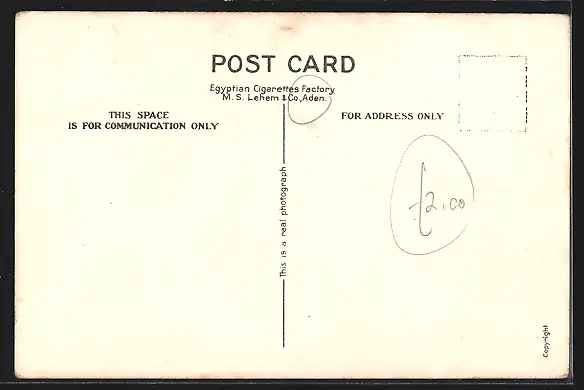 POST CARD
Egyptian Cigarettes Factory
M. S. Lehem & Co., Aden.
THIS SPACE
IS FOR COMMUNICATION ONLY
FOR ADDRESS ONLY
This is a real photograph
£2.00
Copyright